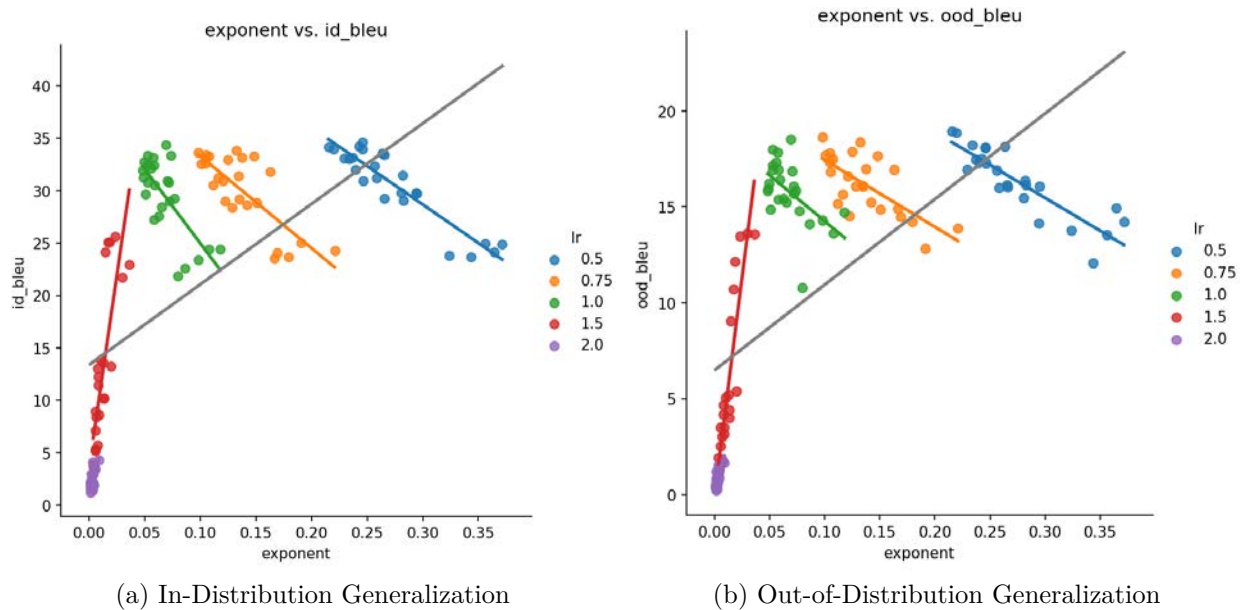 exponent vs. id_bleu
40
35
30
25
20
15
10
5
0
id_bleu
0.00 0.05 0.10 0.15 0.20 0.25 0.30 0.35
exponent
lr
0.5
0.75
1.0
1.5
2.0
(a) In-Distribution Generalization
exponent vs. ood_bleu
20
15
10
5
0
ood_bleu
0.00 0.05 0.10 0.15 0.20 0.25 0.30 0.35
exponent
lr
0.5
0.75
1.0
1.5
2.0
(b) Out-of-Distribution Generalization